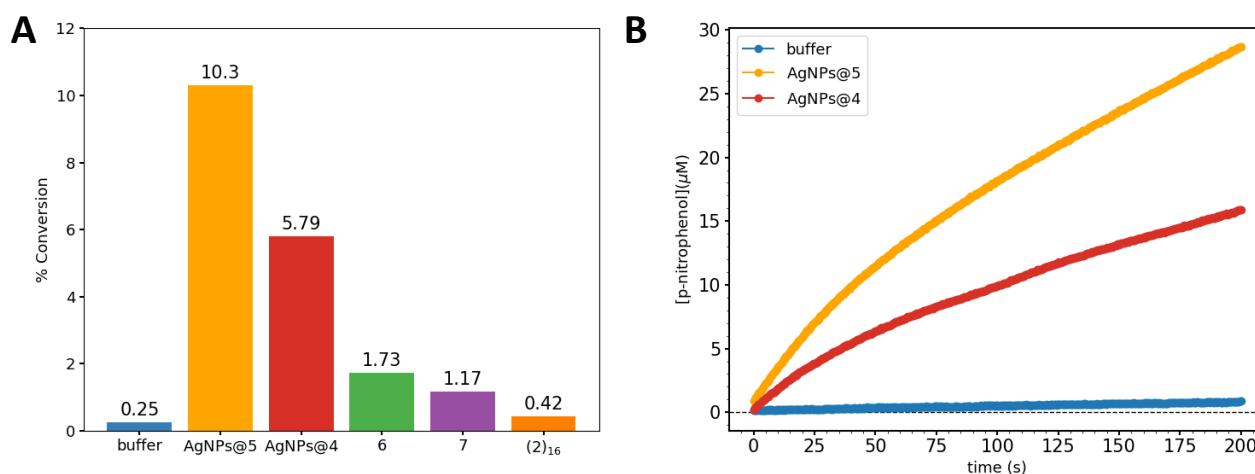 A
% Conversion
12
10
8
6
4
2
0
0.25
10.3
5.79
1.73
1.17
0.42
buffer
AgNPs@5
AgNPs@4
6
7
(2)₁₆
B
[p-nitrophenol](μM)
30
25
20
15
10
5
0
buffer
AgNPs@5
AgNPs@4
0
25
50
75
100
125
150
175
200
time (s)